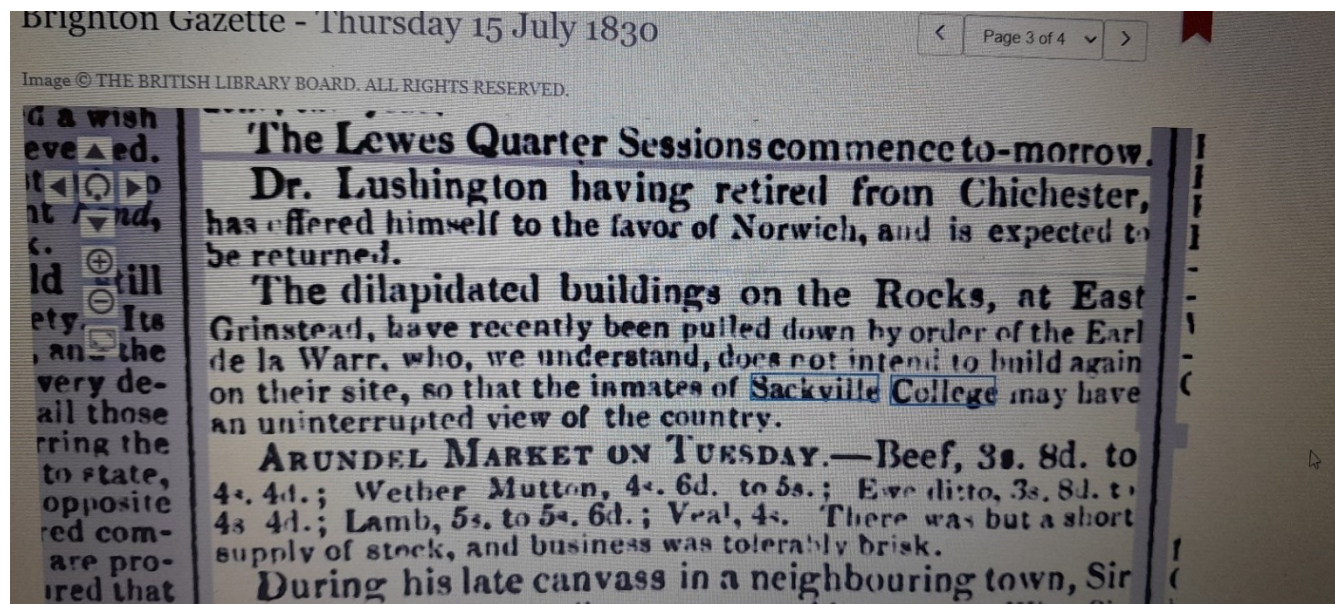 Brighton Gazette - Thursday 15 July 1830
Page 3 of 4
Image © THE BRITISH LIBRARY BOARD. ALL RIGHTS RESERVED.
The Lewes Quarter Sessions commence to-morrow.
Dr. Lushington having retired from Chichester,
has offered himself to the favor of Norwich, and is expected to
be returned.
The dilapidated buildings on the Rocks, at East
Grinstead, have recently been pulled down by order of the Earl
de la Warr, who, we understand, does not intend to build again
on their site, so that the inmates of Sackville College may have
an uninterrupted view of the country.
ARUNDEL MARKET ON TUESDAY.—Beef, 3s. 8d. to
4s. 4d.; Wether Mutton, 4s. 6d. to 5s.; Ewe ditto, 3s. 8d. to
4s 4d.; Lamb, 5s. to 5s. 6d.; Veal, 4s. There was but a short
supply of stock, and business was tolerably brisk.
During his late canvass in a neighbouring town, Sir
a wish
ed.
nd,
ld still
ety. Its
, and the
very de-
ail those
rring the
to state,
opposite
red com-
are pro-
ired that